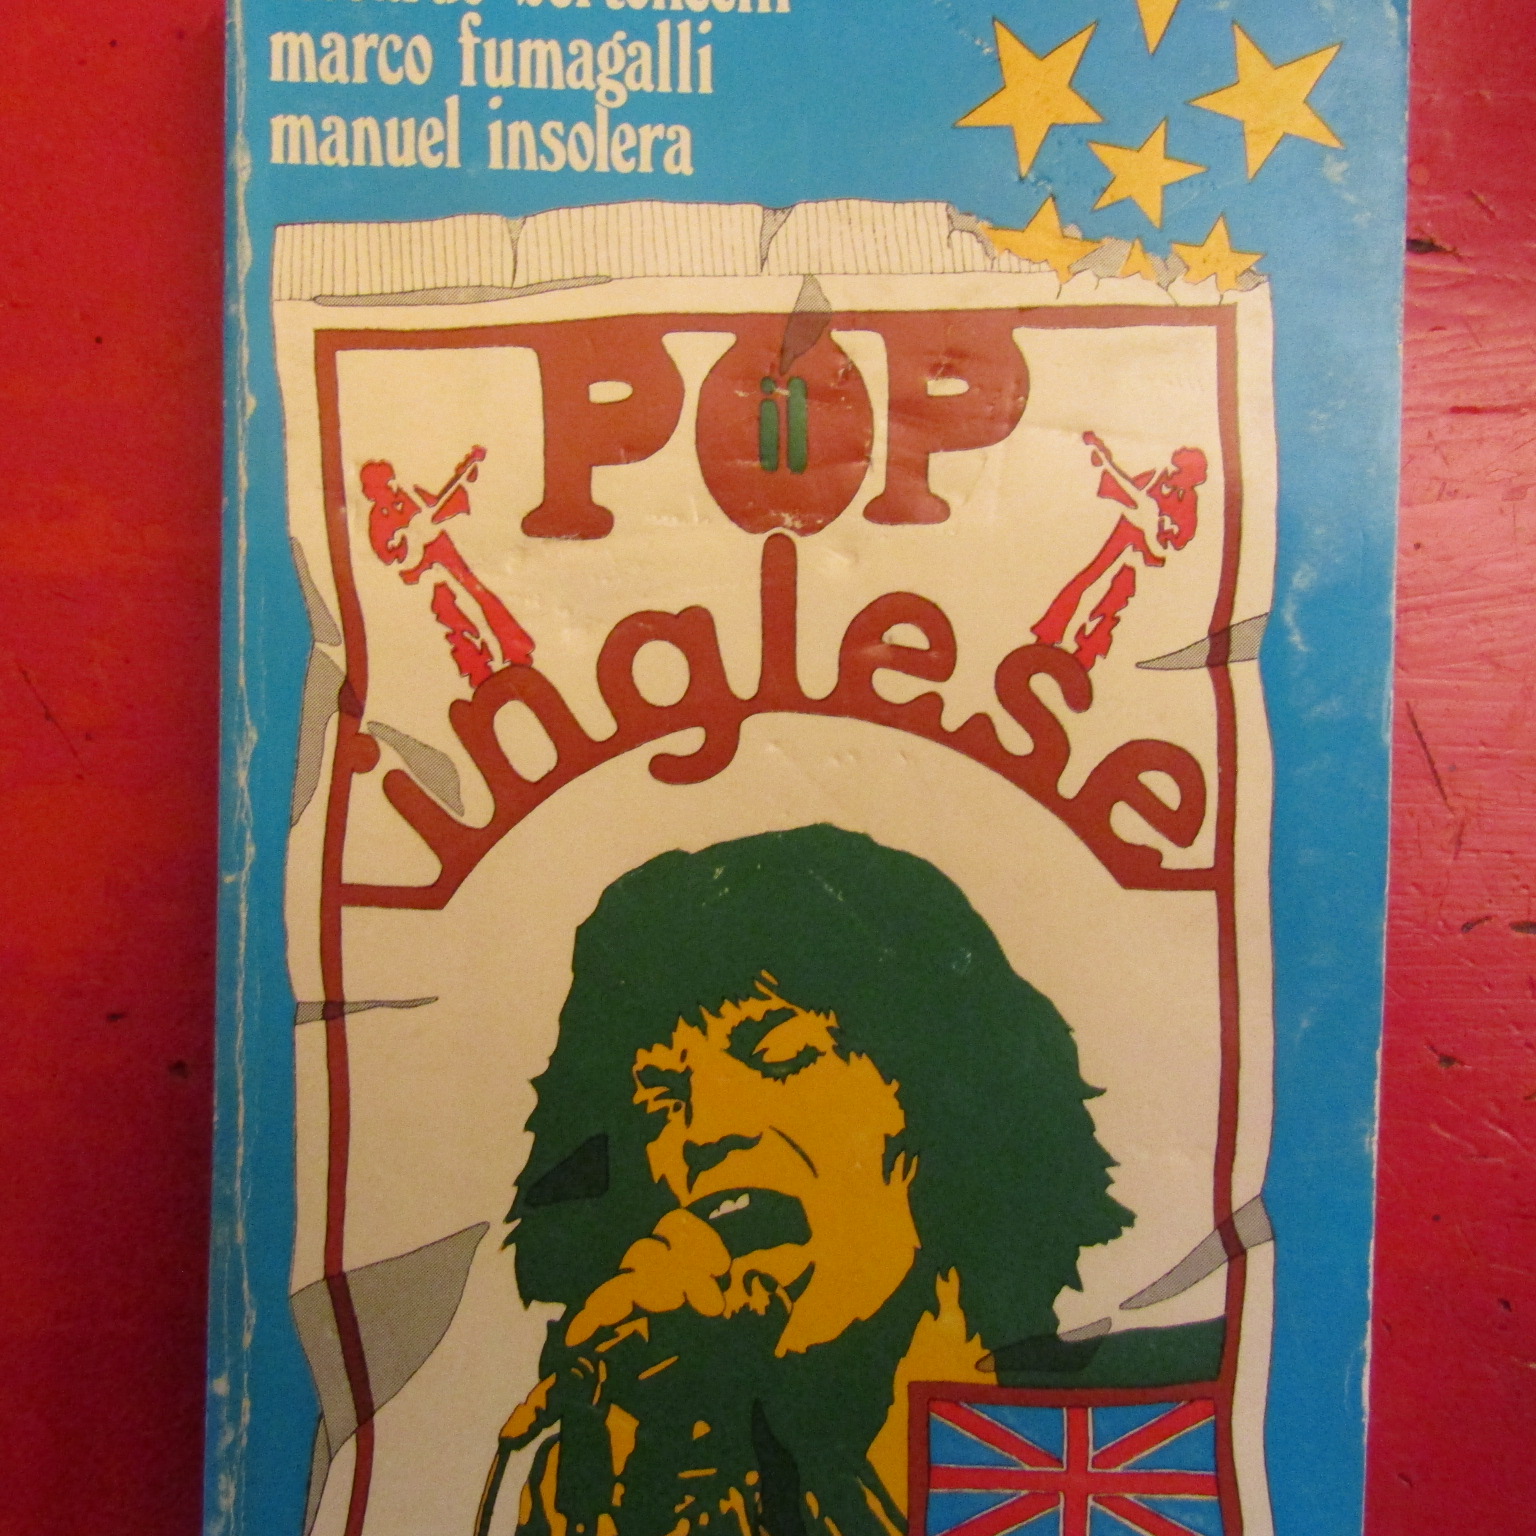 marco fumagalli
manuel insolera
il
POP
inglese